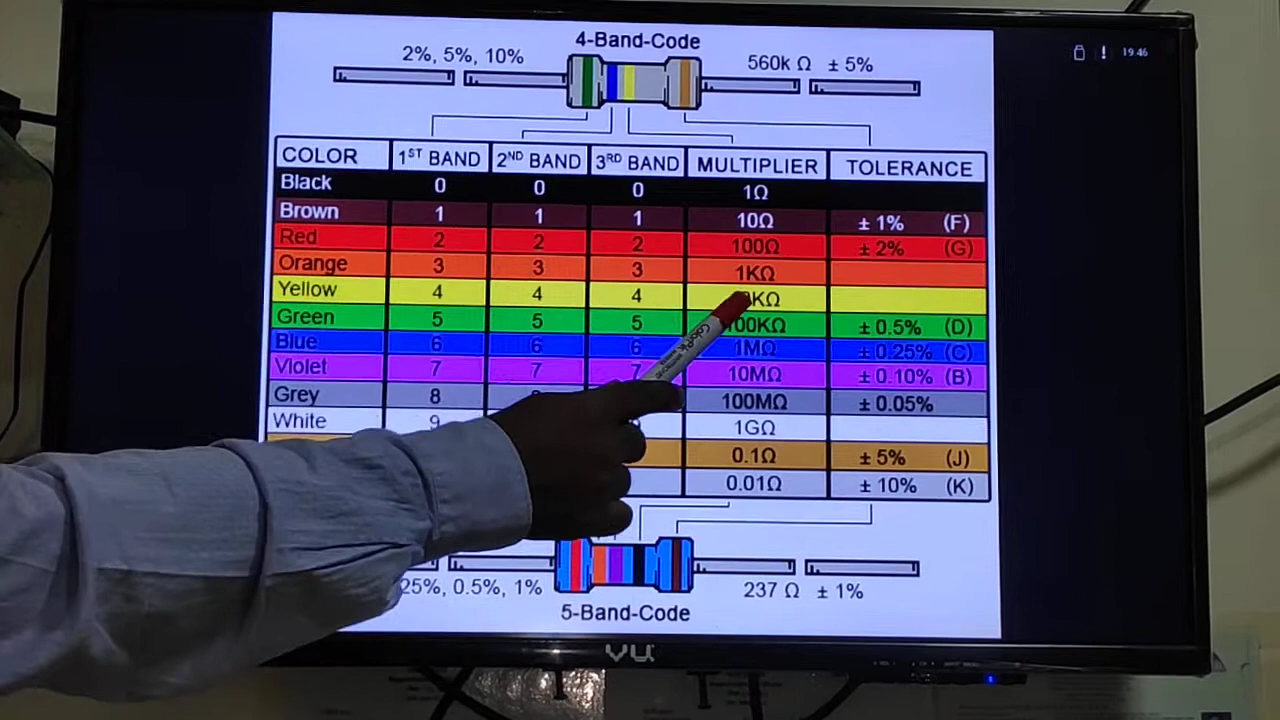 4-Band-Code
2%, 5%, 10%
560k Ω ± 5%
19.46
COLOR 1ST BAND 2ND BAND 3RD BAND MULTIPLIER TOLERANCE
Black 0 0 0 1Ω
Brown 1 1 1 10Ω ± 1% (F)
Red 2 2 2 100Ω ± 2% (G)
Orange 3 3 3 1KΩ
Yellow 4 4 4 KΩ
Green 5 5 5 100KΩ ± 0.5% (D)
Blue 6 6 6 1MΩ ± 0.25% (C)
Violet 7 7 7 10MΩ ± 0.10% (B)
Grey 8 100MΩ ± 0.05%
White 9 1GΩ
0.1Ω ± 5% (J)
0.01Ω ± 10% (K)
25%, 0.5%, 1%
237 Ω ± 1%
5-Band-Code
VU